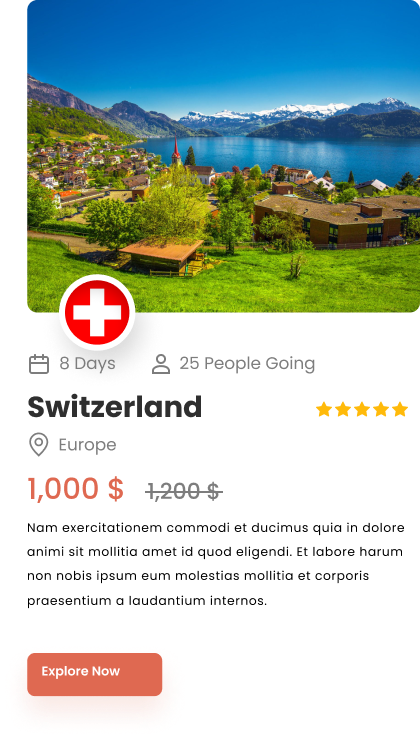 8 Days 25 People Going
Switzerland
Europe
1,000 $ 1,200 $
Nam exercitationem commodi et ducimus quia in dolore
animi sit mollitia amet id quod eligendi. Et labore harum
non nobis ipsum eum molestias mollitia et corporis
praesentium a laudantium internos.
Explore Now